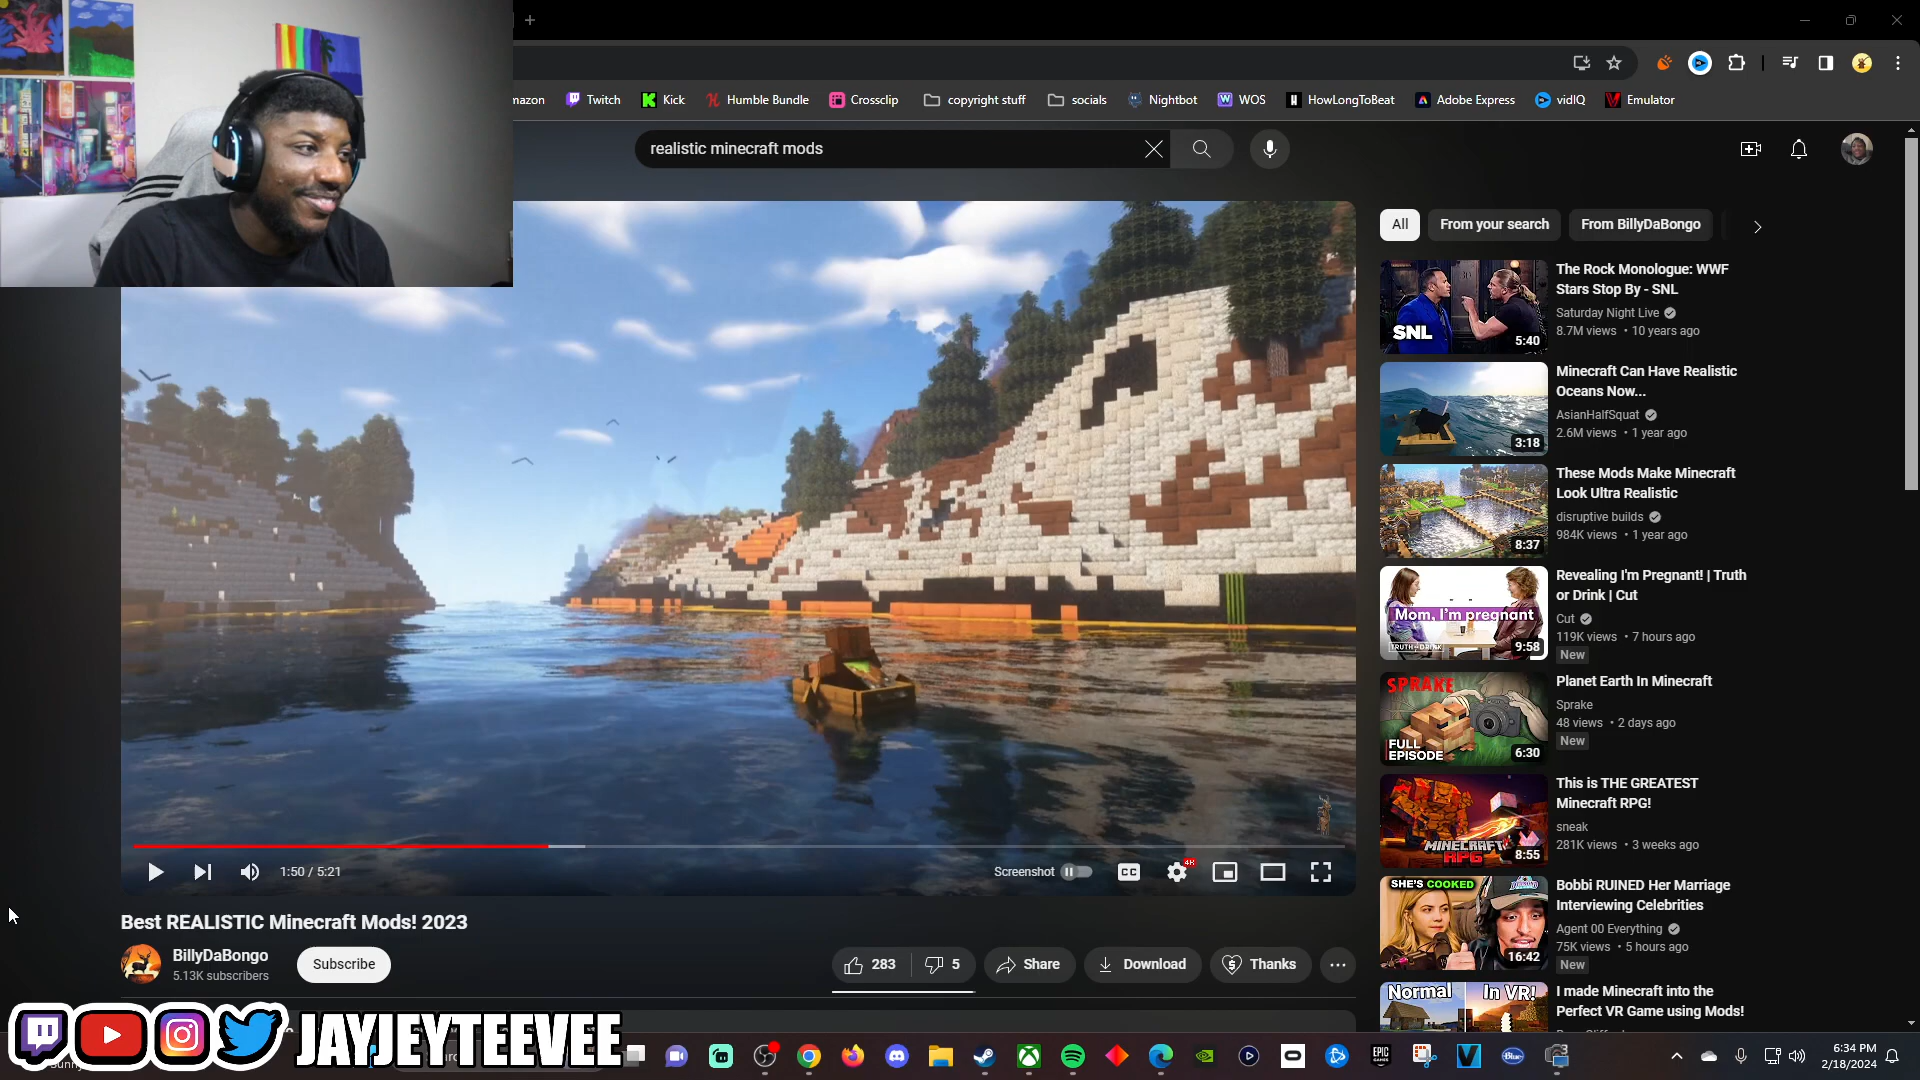 mazon
Twitch
Kick
Humble Bundle
Crossclip
copyright stuff
socials
Nightbot
WOS
HowLongToBeat
Adobe Express
vidIQ
Emulator
realistic minecraft mods
All
From your search
From BillyDaBongo
SNL
5:40
The Rock Monologue: WWF
Stars Stop By - SNL
Saturday Night Live
8.7M views • 10 years ago
3:18
Minecraft Can Have Realistic
Oceans Now...
AsianHalfSquat
2.6M views • 1 year ago
8:37
These Mods Make Minecraft
Look Ultra Realistic
disruptive builds
984K views • 1 year ago
Mom, I'm pregnant
TRUTH OR DRINK
9:58
Revealing I'm Pregnant! | Truth
or Drink | Cut
Cut
119K views • 7 hours ago
New
SPRAKE
FULL
EPISODE
6:30
Planet Earth In Minecraft
Sprake
48 views • 2 days ago
New
MINECRAFT
RPG
8:55
This is THE GREATEST
Minecraft RPG!
sneak
281K views • 3 weeks ago
SHE'S COOKED
16:42
Bobbi RUINED Her Marriage
Interviewing Celebrities
Agent 00 Everything
75K views • 5 hours ago
New
Normal
In VR!
I made Minecraft into the
Perfect VR Game using Mods!
1:50 / 5:21
Screenshot
CC
4K
Best REALISTIC Minecraft Mods! 2023
BillyDaBongo
5.13K subscribers
Subscribe
283
5
Share
Download
Thanks
JAYJEYTEEVEE
EPIC
GAMES
Blue
6:34 PM
2/18/2024